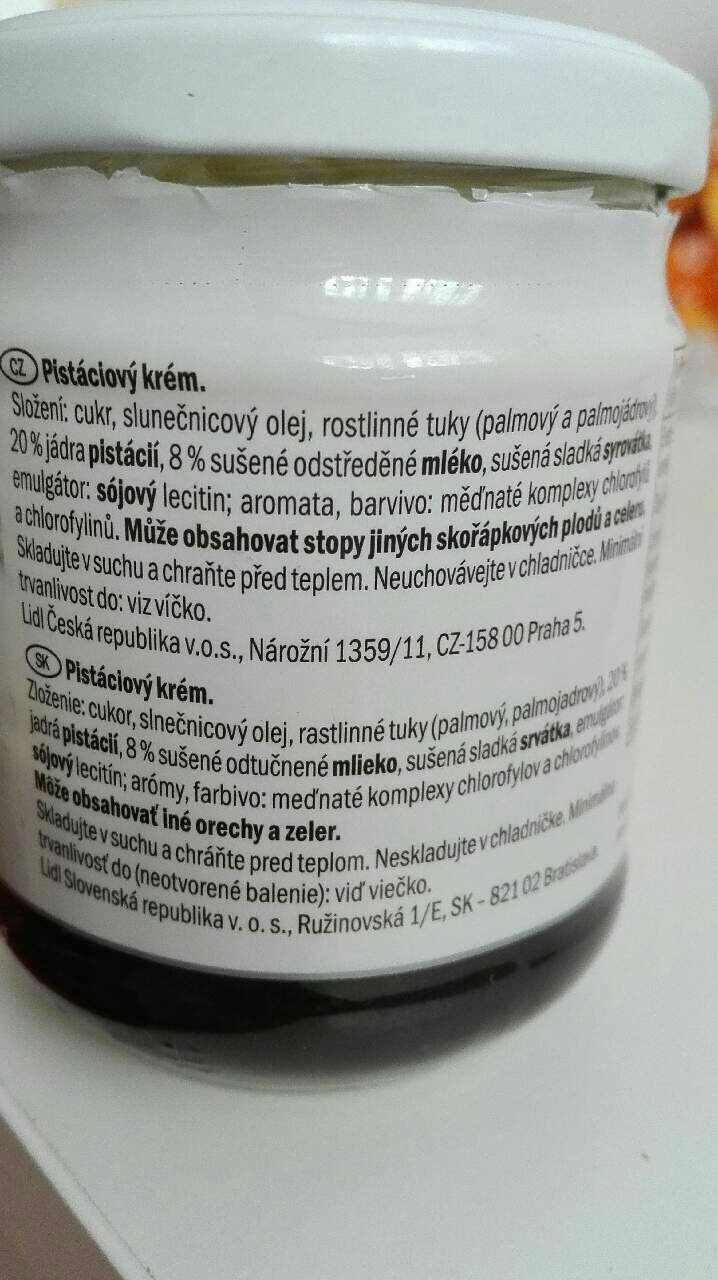 CZ Pistáciový krém.
Složení: cukr, slunečnicový olej, rostlinné tuky (palmový a palmojádrový),
20 % jádra pistácií, 8 % sušené odstředěné mléko, sušená sladká syrovátka,
emulgátor: sójový lecitin; aromata, barvivo: měďnaté komplexy chlorofylů
a chlorofylinů. Může obsahovat stopy jiných skořápkových plodů a celeru.
Skladujte v suchu a chraňte před teplem. Neuchovávejte v chladničce. Minimální
trvanlivost do: viz víčko.
Lidl Česká republika v.o.s., Nárožní 1359/11, CZ-158 00 Praha 5.
SK Pistáciový krém.
Zloženie: cukor, slnečnicový olej, rastlinné tuky (palmový, palmojadrový), 20 %
jadrá pistácií, 8 % sušené odtučnené mlieko, sušená sladká srvátka, emulgátor:
sójový lecitín; arómy, farbivo: meďnaté komplexy chlorofylov a chlorofylínov.
Môže obsahovať iné orechy a zeler.
Skladujte v suchu a chráňte pred teplom. Neskladujte v chladničke. Minimálna
trvanlivosť do (neotvorené balenie): viď viečko.
Lidl Slovenská republika v. o. s., Ružinovská 1/E, SK – 821 02 Bratislava